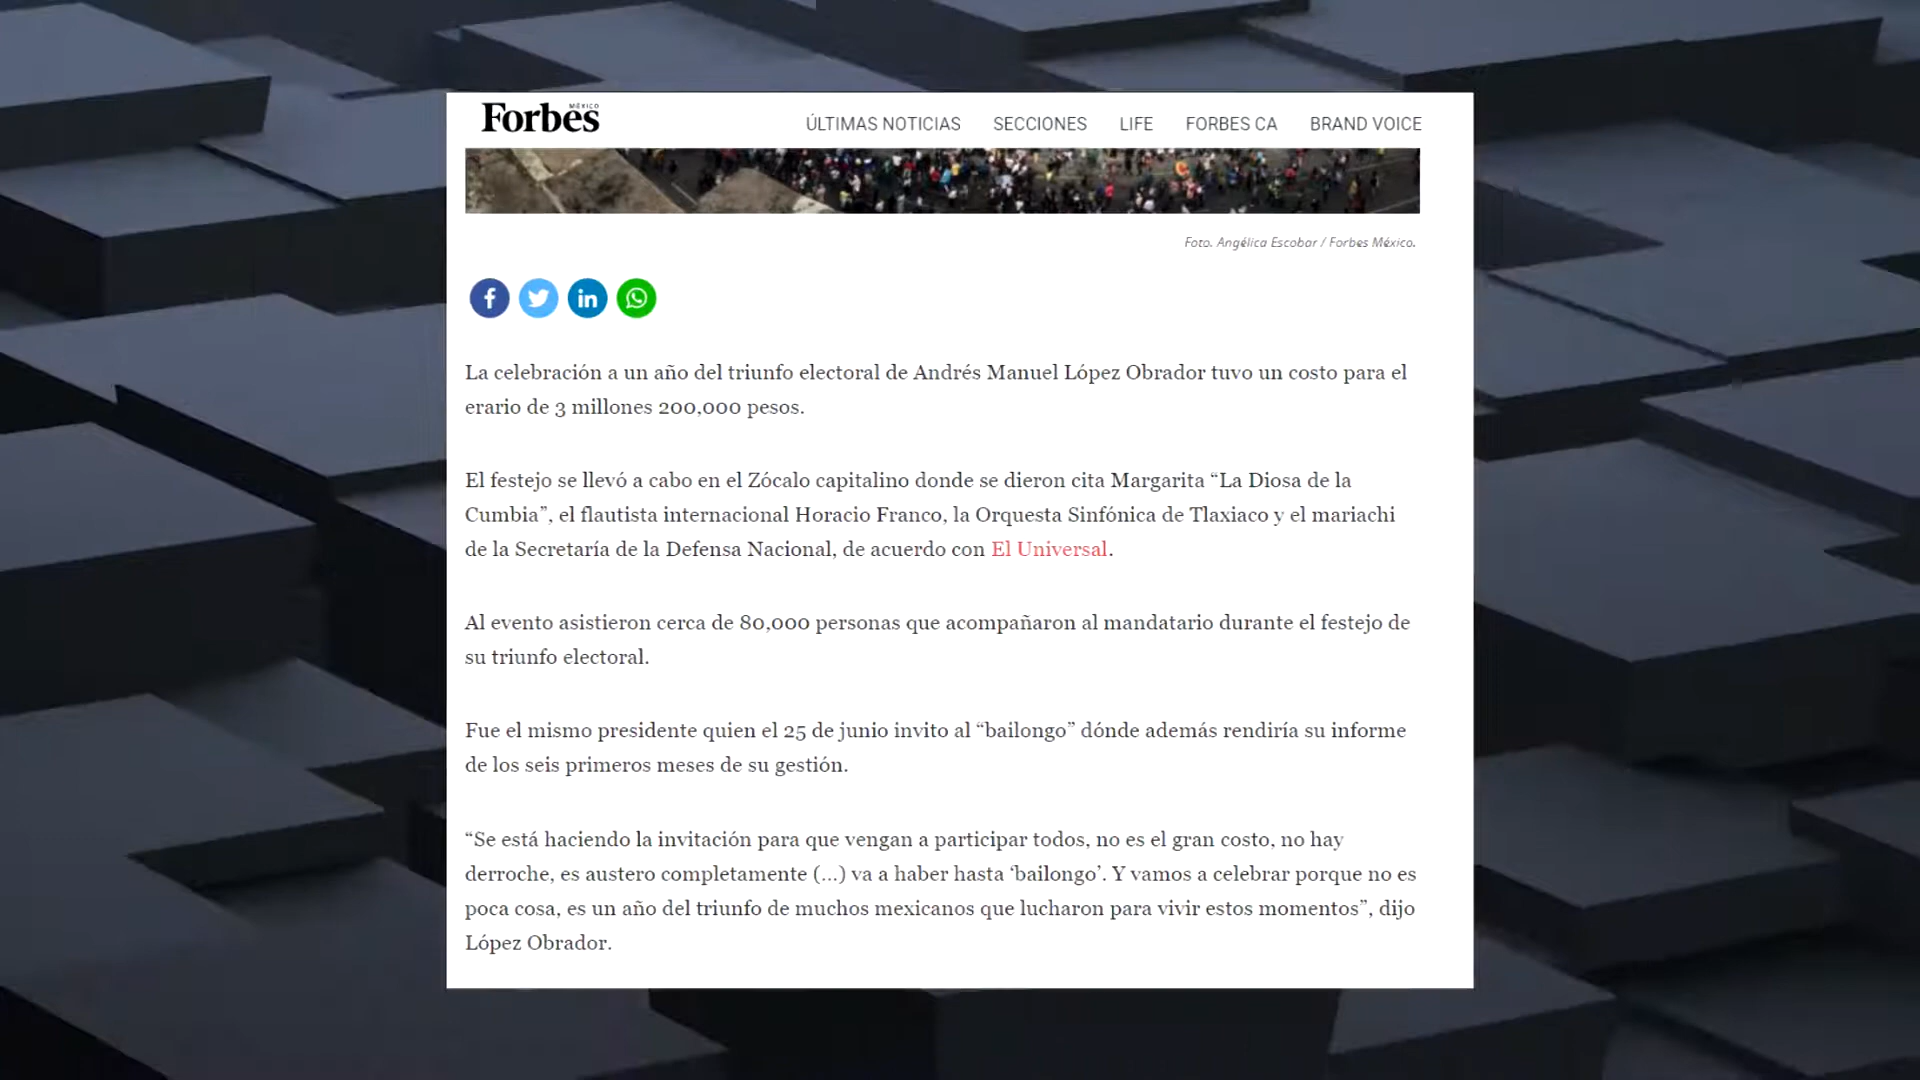 Forbes
MÉXICO
ÚLTIMAS NOTICIAS SECCIONES LIFE FORBES CA BRAND VOICE
Foto. Angélica Escobar / Forbes México.
La celebración a un año del triunfo electoral de Andrés Manuel López Obrador tuvo un costo para el
erario de 3 millones 200,000 pesos.
El festejo se llevó a cabo en el Zócalo capitalino donde se dieron cita Margarita “La Diosa de la
Cumbia”, el flautista internacional Horacio Franco, la Orquesta Sinfónica de Tlaxiaco y el mariachi
de la Secretaría de la Defensa Nacional, de acuerdo con El Universal.
Al evento asistieron cerca de 80,000 personas que acompañaron al mandatario durante el festejo de
su triunfo electoral.
Fue el mismo presidente quien el 25 de junio invito al “bailongo” dónde además rendiría su informe
de los seis primeros meses de su gestión.
“Se está haciendo la invitación para que vengan a participar todos, no es el gran costo, no hay
derroche, es austero completamente (...) va a haber hasta ‘bailongo’. Y vamos a celebrar porque no es
poca cosa, es un año del triunfo de muchos mexicanos que lucharon para vivir estos momentos”, dijo
López Obrador.